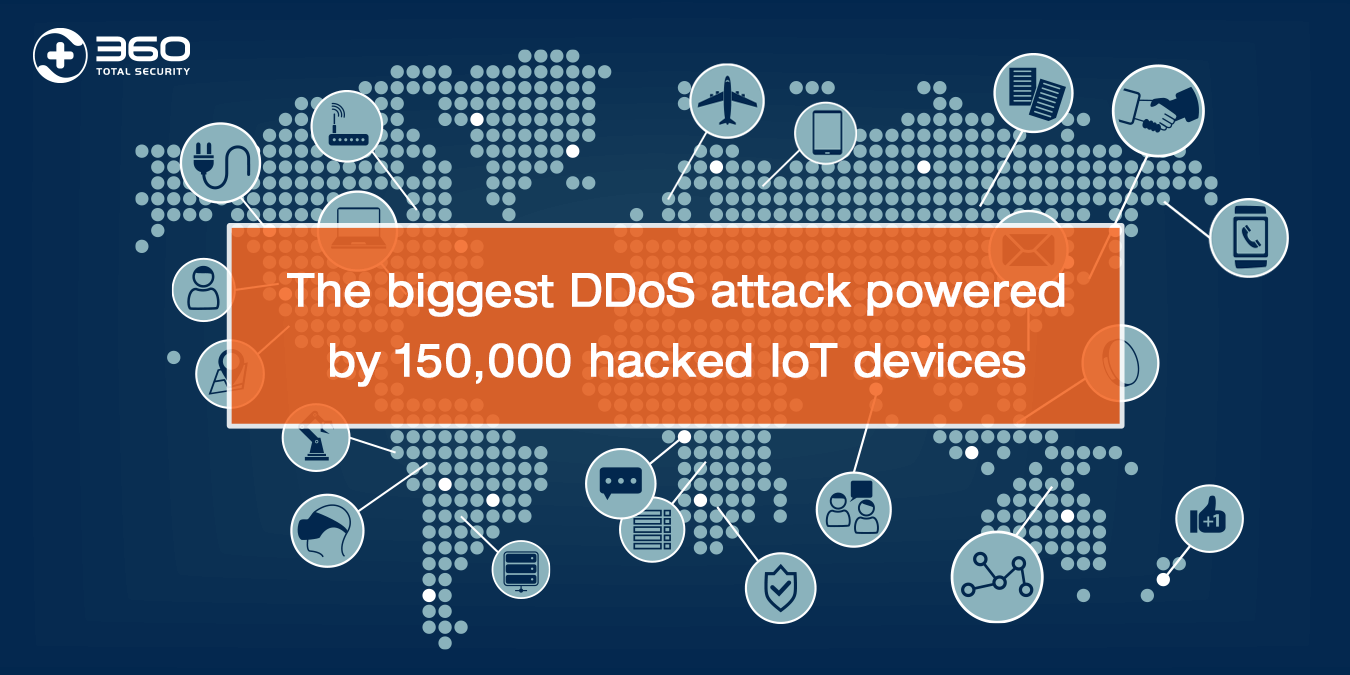 360
TOTAL SECURITY
The biggest DDoS attack powered
by 150,000 hacked IoT devices
+1